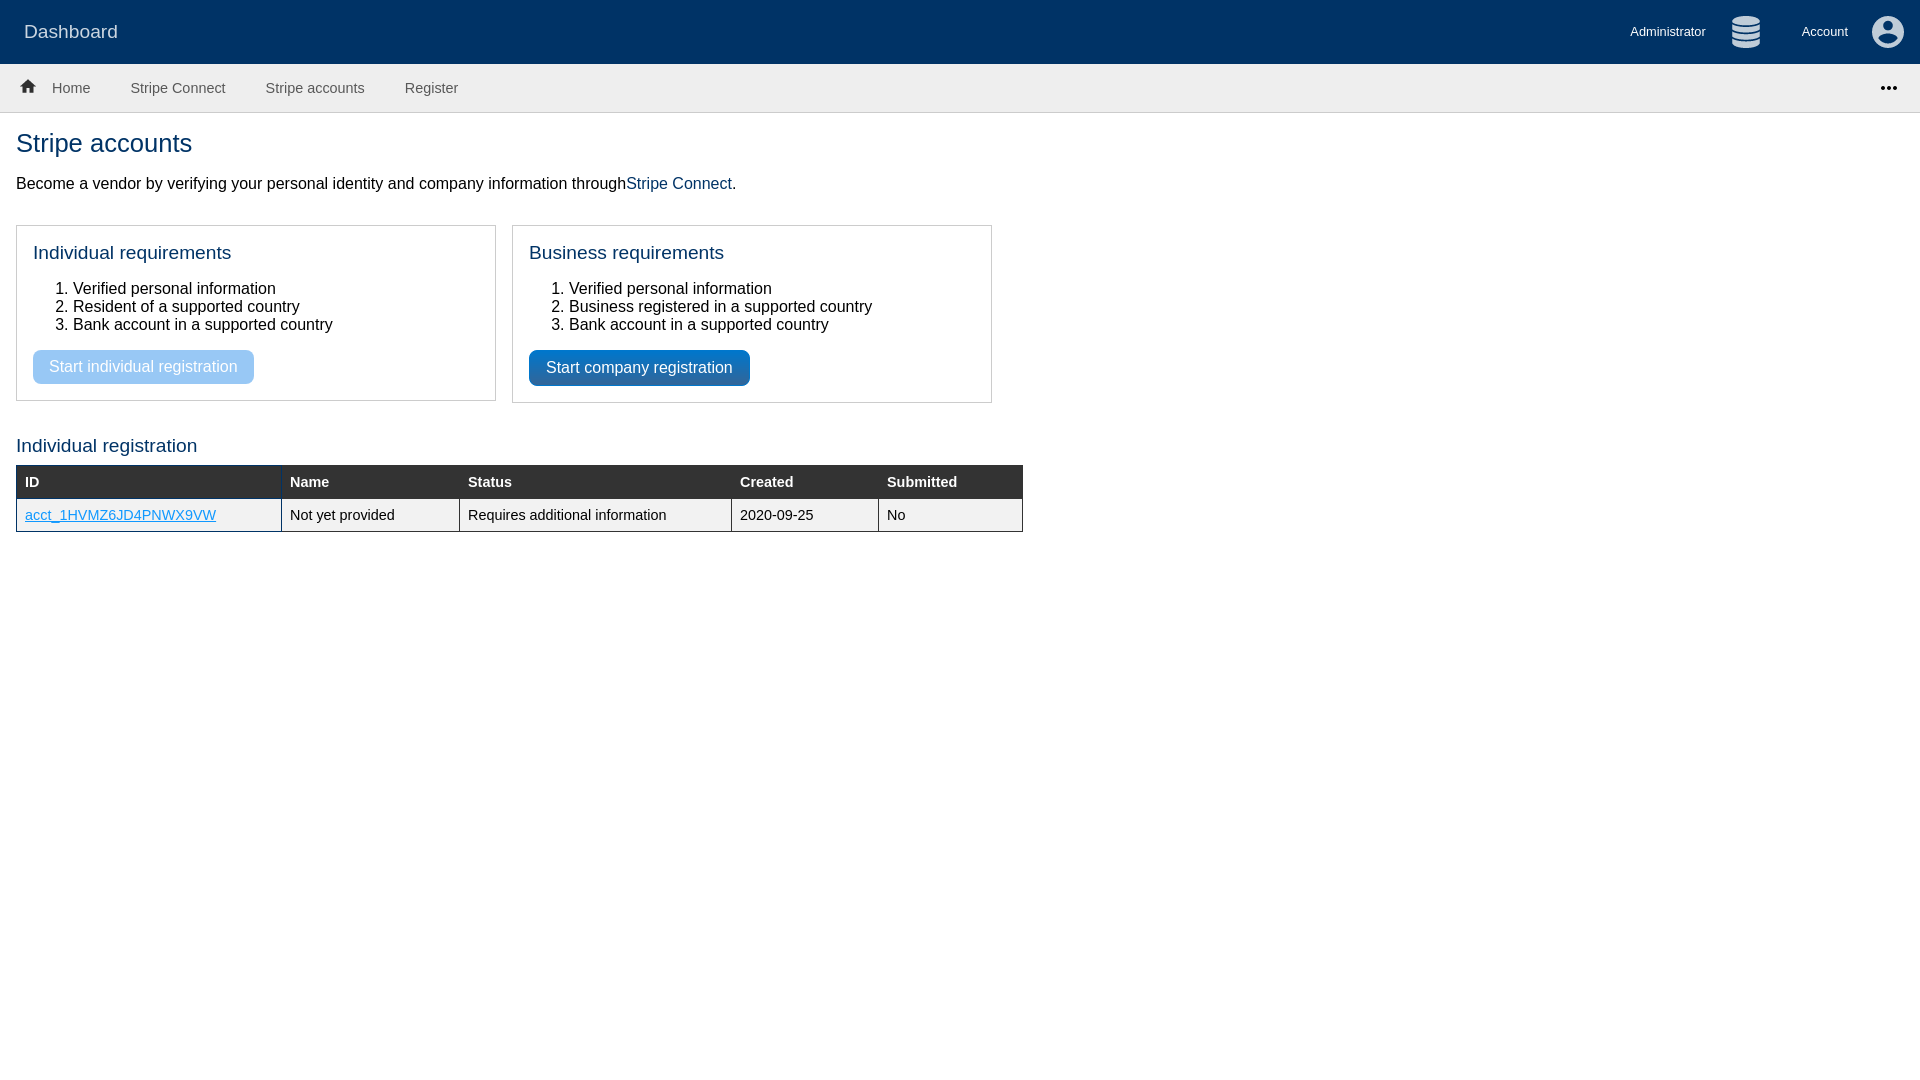 Dashboard
Administrator
Account
Home
Stripe Connect
Stripe accounts
Register
Stripe accounts
Become a vendor by verifying your personal identity and company information throughStripe Connect.
Individual requirements
1. Verified personal information
2. Resident of a supported country
3. Bank account in a supported country
Start individual registration
Business requirements
1. Verified personal information
2. Business registered in a supported country
3. Bank account in a supported country
Start company registration
Individual registration
ID Name Status Created Submitted
acct_1HVMZ6JD4PNWX9VW Not yet provided Requires additional information 2020-09-25 No